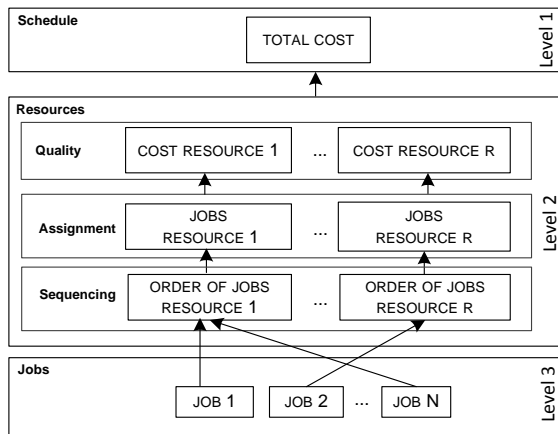 Schedule
TOTAL COST
Level 1
Resources
Quality
COST RESOURCE 1
...
COST RESOURCE R
Assignment
JOBS
RESOURCE 1
...
JOBS
RESOURCE R
Level 2
Sequencing
ORDER OF JOBS
RESOURCE 1
...
ORDER OF JOBS
RESOURCE R
Jobs
JOB 1
JOB 2
...
JOB N
Level 3